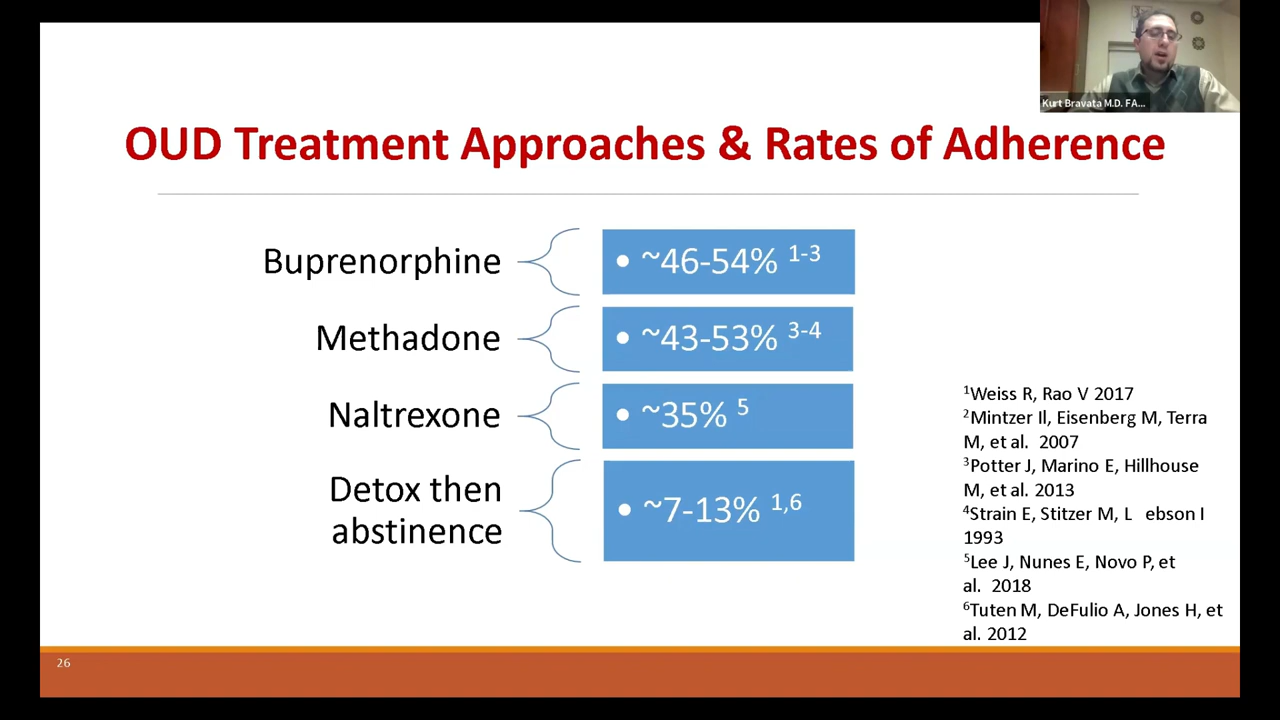 Kurt Bravata M.D. FA...
OUD Treatment Approaches & Rates of Adherence
Buprenorphine
• ~46-54% 1-3
Methadone
• ~43-53% 3-4
Naltrexone
• ~35% 5
Detox then
abstinence
• ~7-13% 1,6
1Weiss R, Rao V 2017
2Mintzer Il, Eisenberg M, Terra
M, et al. 2007
3Potter J, Marino E, Hillhouse
M, et al. 2013
4Strain E, Stitzer M, L ebson I
1993
5Lee J, Nunes E, Novo P, et
al. 2018
6Tuten M, DeFulio A, Jones H, et
al. 2012
26